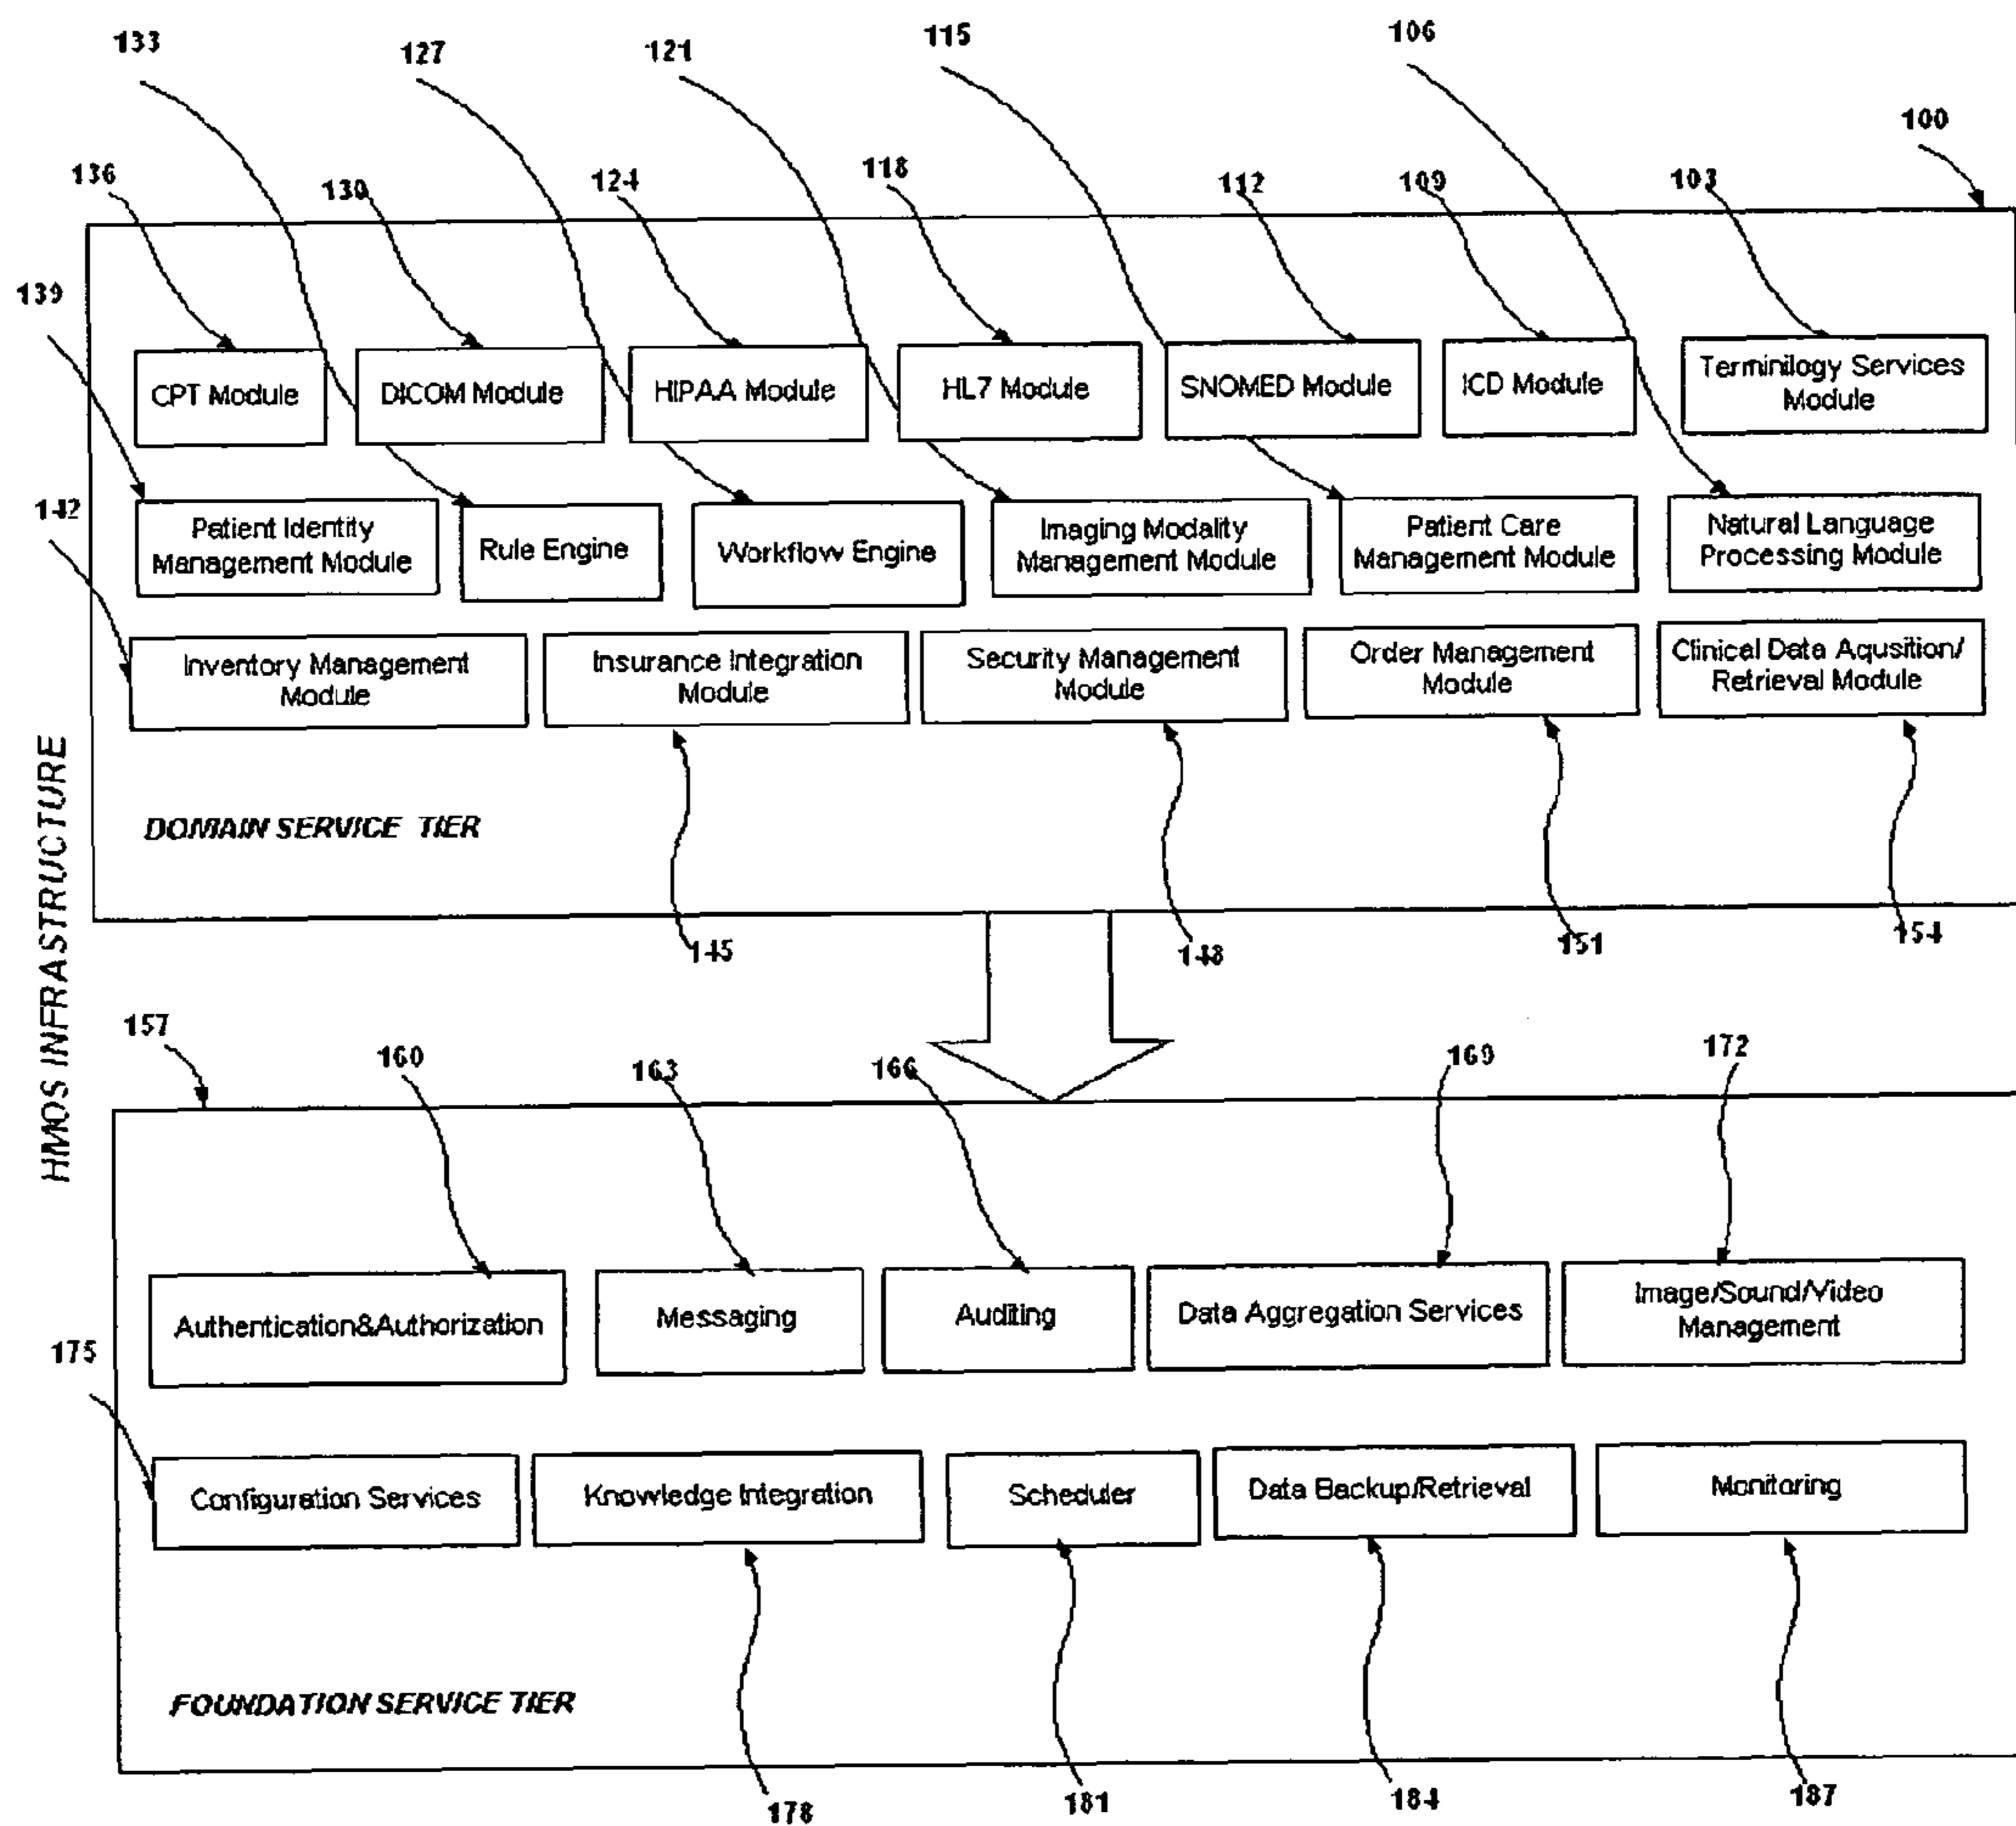 133
127
121
115
106
100
136
130
124
118
112
109
103
139
CPT Module
DICOM Module
HIPAA Module
HL7 Module
SNOMED Module
ICD Module
Terminilogy Services
Module
142
Patient Identity
Management Module
Rule Engine
Workflow Engine
Imaging Modality
Management Module
Patient Care
Management Module
Natural Language
Processing Module
Inventory Management
Module
Insurance Integration
Module
Security Management
Module
Order Management
Module
Clinical Data Aqusition/
Retrieval Module
HMOS INFRASTRUCTURE
DOMAIN SERVICE TIER
145
148
151
154
157
160
163
166
169
172
Authentication&Authorization
Messaging
Auditing
Data Aggregation Services
Image/Sound/Video
Management
175
Configuration Services
Knowledge Integration
Scheduler
Data Backup/Retrieval
Monitoring
FOUNDATION SERVICE TIER
178
181
184
187